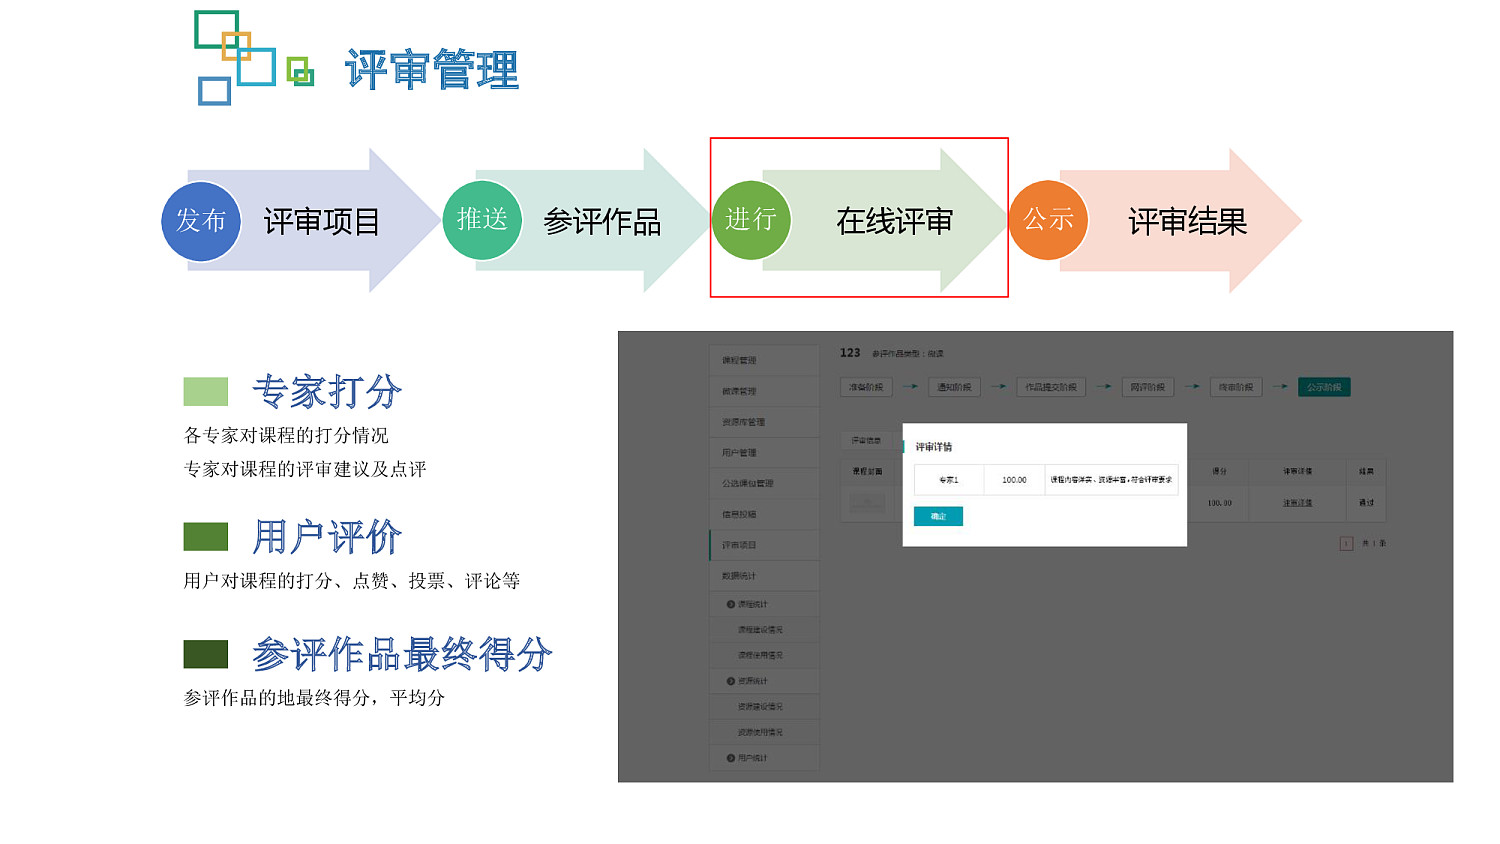 评审管理
发布 评审项目
推送 参评作品
进行 在线评审
公示 评审结果
专家打分
各专家对课程的打分情况
专家对课程的评审建议及点评
用户评价
用户对课程的打分、点赞、投票、评论等
参评作品最终得分
参评作品的地最终得分，平均分
课程管理
微课管理
资源库管理
用户管理
公选课组管理
信息投稿
评审项目
数据统计
课程统计
课程建设情况
课程使用情况
资源统计
资源建设情况
资源使用情况
用户统计
123 参评作品类型：微课
准备阶段 通知阶段 作品提交阶段 网评阶段 终审阶段 公示阶段
评审信息
课程封面 得分 评审详情 结果
100.00 评审详情 通过
1 共 1 条
评审详情
专家1 100.00 课程内容详实、资源丰富，符合评审要求
确定